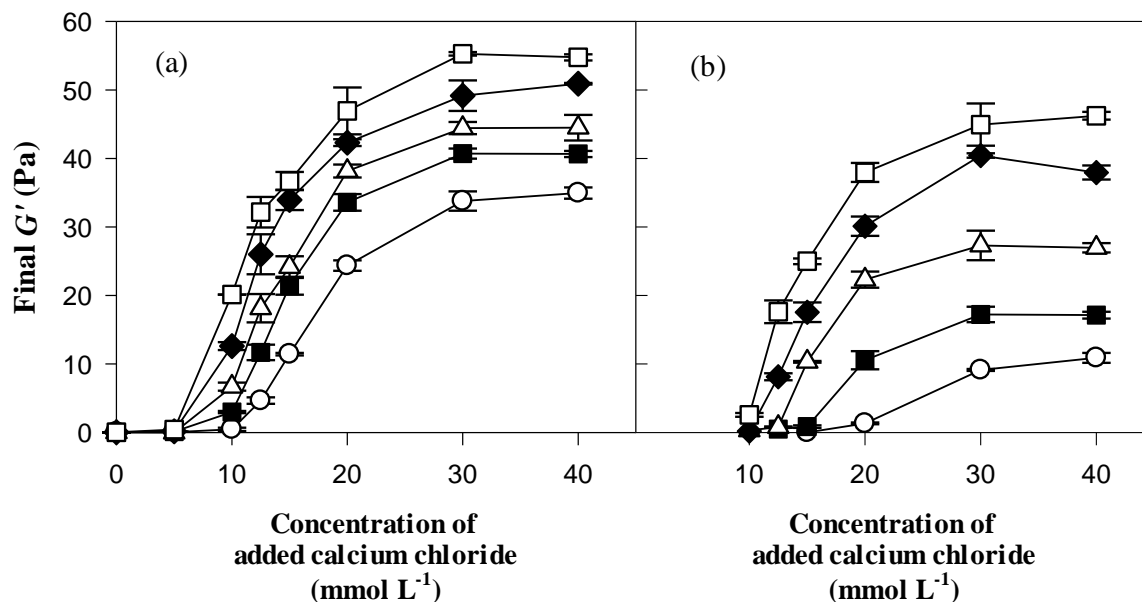 60
50
40
30
20
10
0
Final G' (Pa)
(a)
(b)
0 10 20 30 40
10 20 30 40
Concentration of
added calcium chloride
(mmol L-1)
Concentration of
added calcium chloride
(mmol L-1)